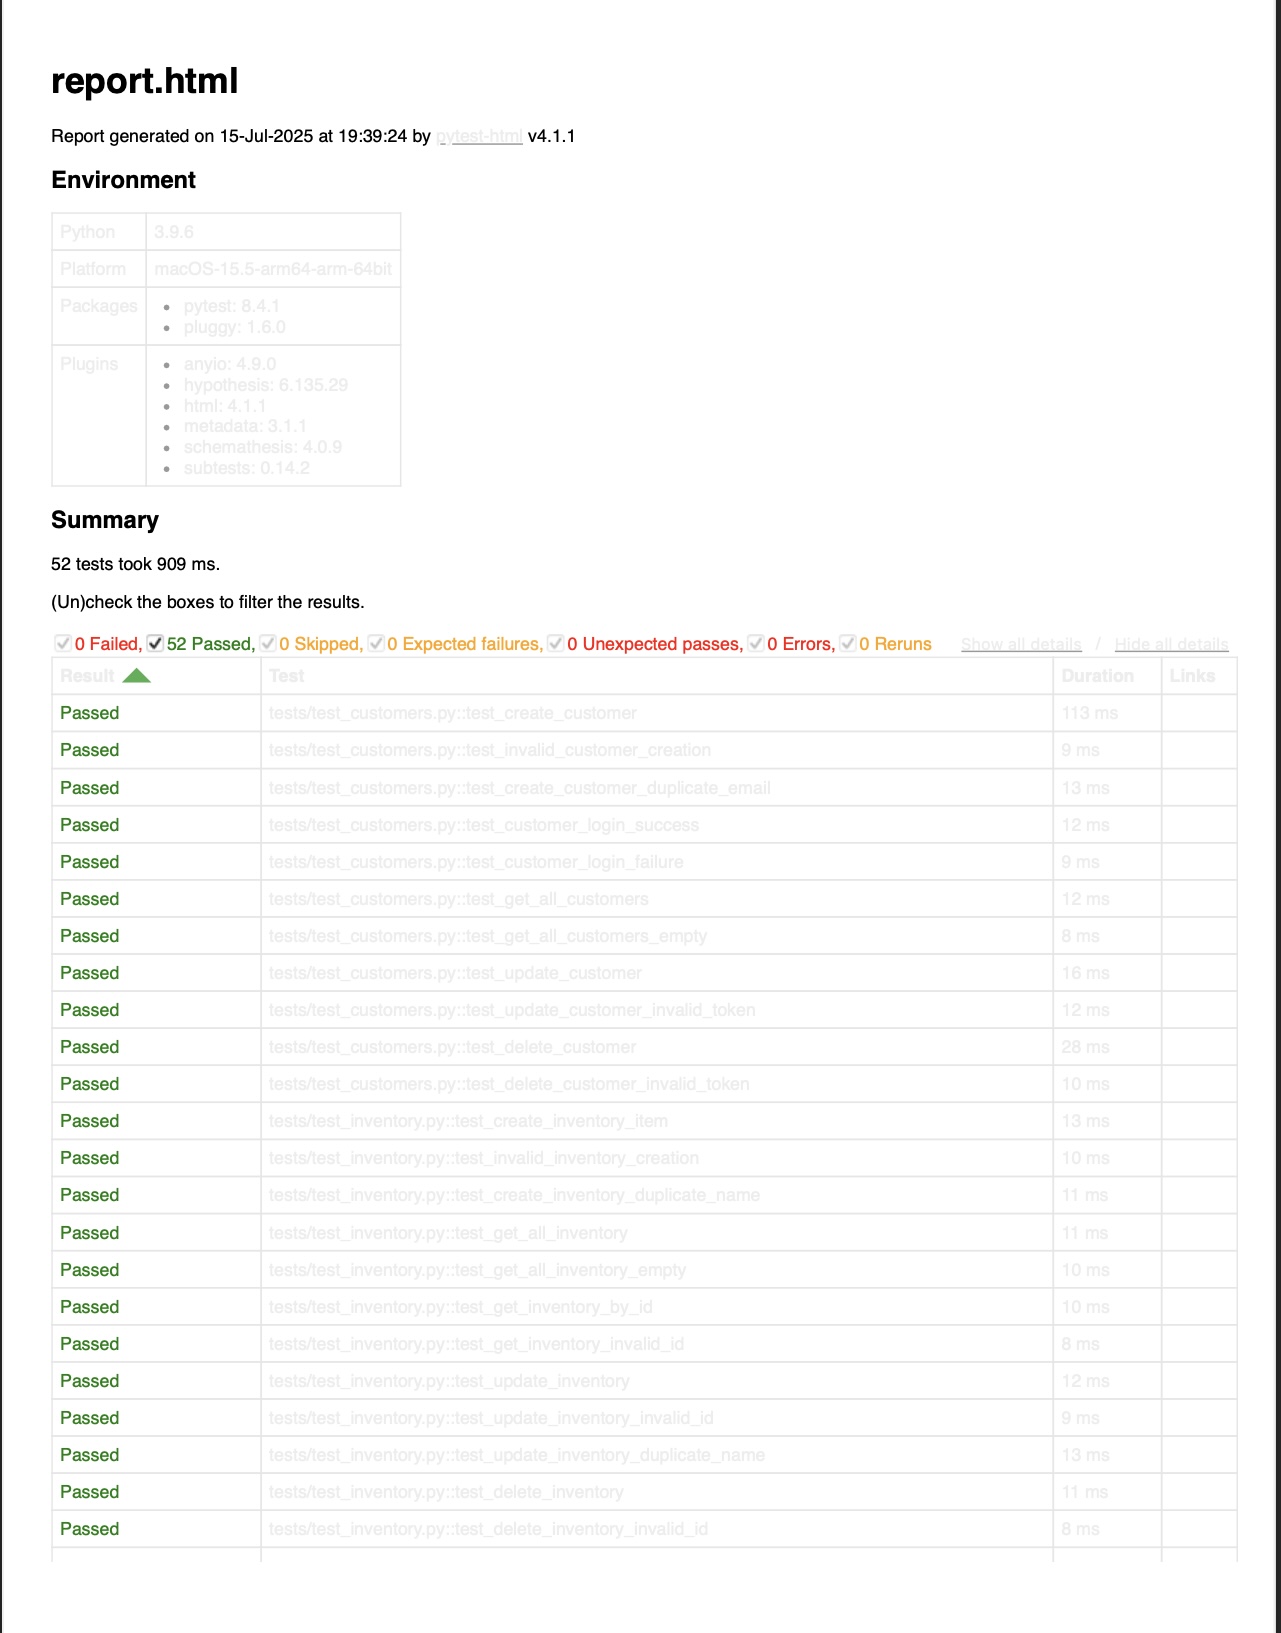 report.html
Report generated on 15-Jul-2025 at 19:39:24 by pytest-html v4.1.1
Environment
Python 3.9.6
Platform macOS-15.5-arm64-arm-64bit
Packages • pytest: 8.4.1
• pluggy: 1.6.0
Plugins • anyio: 4.9.0
• hypothesis: 6.135.29
• html: 4.1.1
• metadata: 3.1.1
• schemathesis: 4.0.9
• subtests: 0.14.2
Summary
52 tests took 909 ms.
(Un)check the boxes to filter the results.
0 Failed, 52 Passed, 0 Skipped, 0 Expected failures, 0 Unexpected passes, 0 Errors, 0 Reruns Show all details / Hide all details
Result Test Duration Links
Passed tests/test_customers.py::test_create_customer 113 ms
Passed tests/test_customers.py::test_invalid_customer_creation 9 ms
Passed tests/test_customers.py::test_create_customer_duplicate_email 13 ms
Passed tests/test_customers.py::test_customer_login_success 12 ms
Passed tests/test_customers.py::test_customer_login_failure 9 ms
Passed tests/test_customers.py::test_get_all_customers 12 ms
Passed tests/test_customers.py::test_get_all_customers_empty 8 ms
Passed tests/test_customers.py::test_update_customer 16 ms
Passed tests/test_customers.py::test_update_customer_invalid_token 12 ms
Passed tests/test_customers.py::test_delete_customer 28 ms
Passed tests/test_customers.py::test_delete_customer_invalid_token 10 ms
Passed tests/test_inventory.py::test_create_inventory_item 13 ms
Passed tests/test_inventory.py::test_invalid_inventory_creation 10 ms
Passed tests/test_inventory.py::test_create_inventory_duplicate_name 11 ms
Passed tests/test_inventory.py::test_get_all_inventory 11 ms
Passed tests/test_inventory.py::test_get_all_inventory_empty 10 ms
Passed tests/test_inventory.py::test_get_inventory_by_id 10 ms
Passed tests/test_inventory.py::test_get_inventory_invalid_id 8 ms
Passed tests/test_inventory.py::test_update_inventory 12 ms
Passed tests/test_inventory.py::test_update_inventory_invalid_id 9 ms
Passed tests/test_inventory.py::test_update_inventory_duplicate_name 13 ms
Passed tests/test_inventory.py::test_delete_inventory 11 ms
Passed tests/test_inventory.py::test_delete_inventory_invalid_id 8 ms